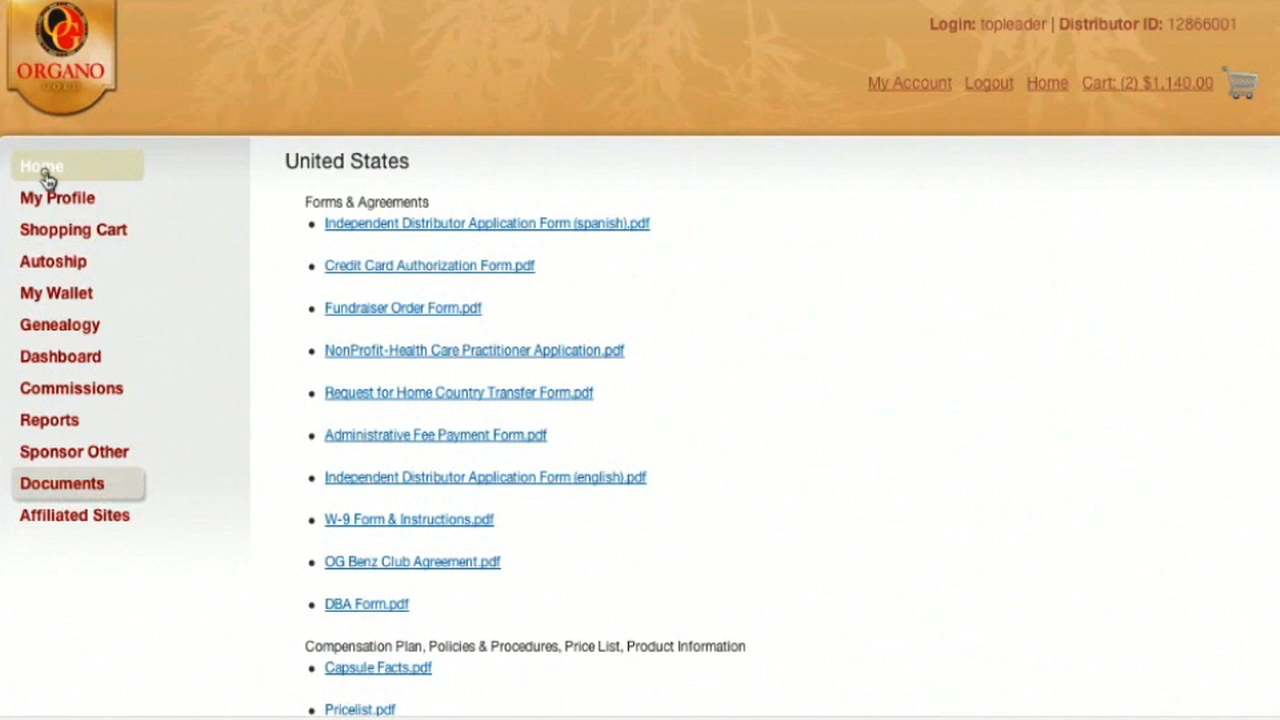 OG
ORGANO
GOLD
Login: topleader | Distributor ID: 12866001
My Account Logout Home Cart: (2) $1,140.00
Home
My Profile
Shopping Cart
Autoship
My Wallet
Genealogy
Dashboard
Commissions
Reports
Sponsor Other
Documents
Affiliated Sites
United States
Forms & Agreements
Independent Distributor Application Form (spanish).pdf
Credit Card Authorization Form.pdf
Fundraiser Order Form.pdf
NonProfit-Health Care Practitioner Application.pdf
Request for Home Country Transfer Form.pdf
Administrative Fee Payment Form.pdf
Independent Distributor Application Form (english).pdf
W-9 Form & Instructions.pdf
OG Benz Club Agreement.pdf
DBA Form.pdf
Compensation Plan, Policies & Procedures, Price List, Product Information
Capsule Facts.pdf
Pricelist.pdf